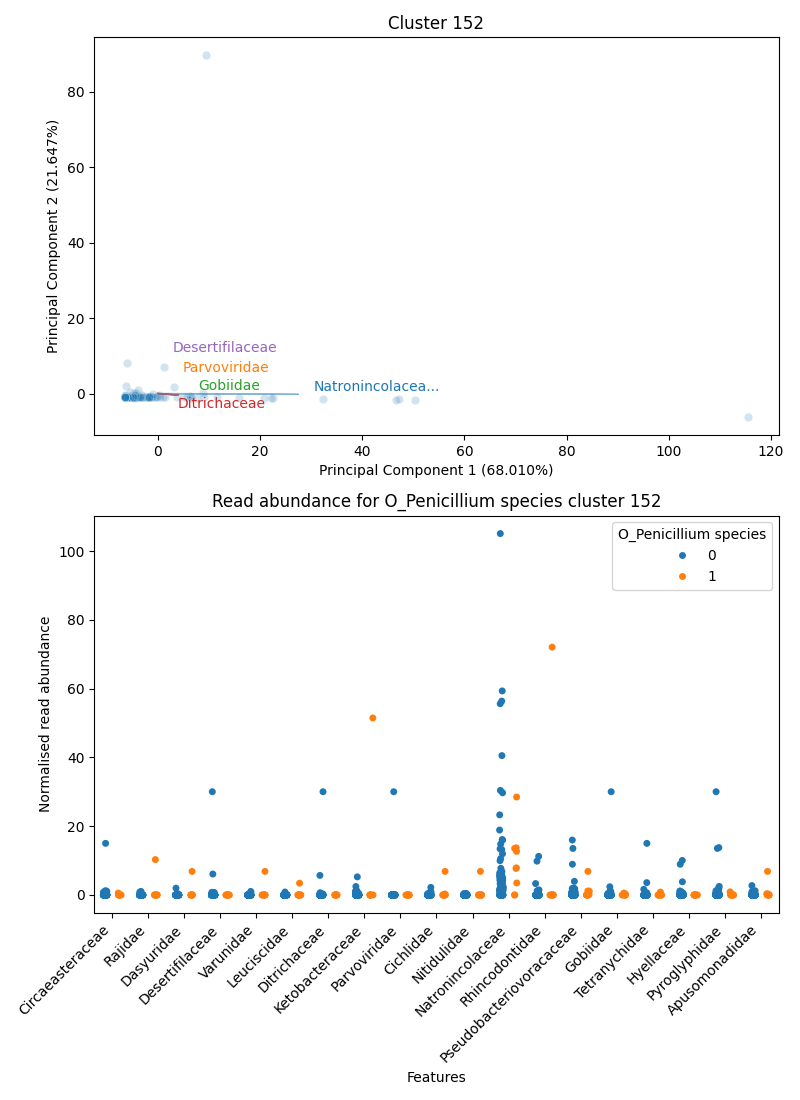 Cluster 152
Principal Component 2 (21.647%)
80
60
40
20
0
Desertifilaceae
Parvoviridae
Gobiidae
Natronincolacea...
Ditrichaceae
0
20
40
60
80
100
120
Principal Component 1 (68.010%)
Read abundance for O_Penicillium species cluster 152
Normalised read abundance
100
80
60
40
20
0
O_Penicillium species
0
1
Circaeasteraceae
Rajidae
Dasyuridae
Desertifilaceae
Varunidae
Leuciscidae
Ditrichaceae
Ketobacteraceae
Parvoviridae
Cichlidae
Nitidulidae
Natronincolaceae
Rhincodontidae
Pseudobacteriovoracaceae
Gobiidae
Tetranychidae
Hyellaceae
Pyroglyphidae
Apusomonadidae
Features